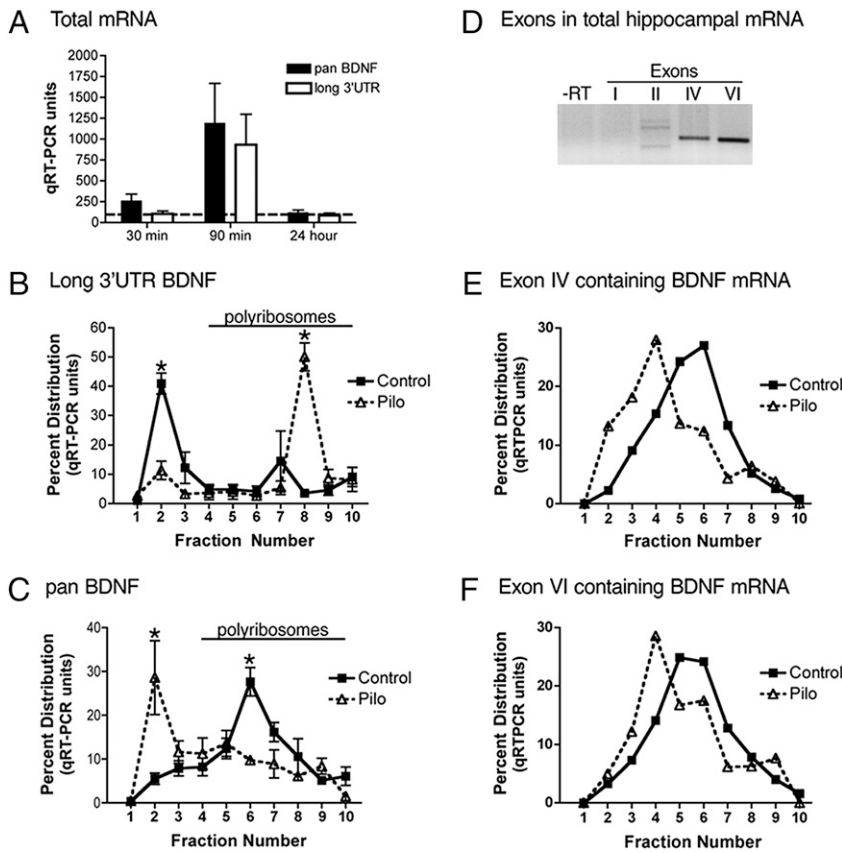 A Total mRNA
qRT-PCR units
2000
1750
1500
1250
1000
750
500
250
0
pan BDNF
long 3'UTR
30 min 90 min 24 hour
B Long 3'UTR BDNF
polyribosomes
Percent Distribution
(qRT-PCR units)
60
50
40
30
20
10
0
* *
Control
Pilo
1 2 3 4 5 6 7 8 9 10
Fraction Number
C pan BDNF
polyribosomes
Percent Distribution
(qRT-PCR units)
40
30
20
10
0
* *
Control
Pilo
1 2 3 4 5 6 7 8 9 10
Fraction Number
D Exons in total hippocampal mRNA
Exons
-RT I II IV VI
E Exon IV containing BDNF mRNA
Percent Distribution
(qRTPCR units)
30
20
10
0
Control
Pilo
1 2 3 4 5 6 7 8 9 10
Fraction Number
F Exon VI containing BDNF mRNA
Percent Distribution
(qRTPCR units)
30
20
10
0
Control
Pilo
1 2 3 4 5 6 7 8 9 10
Fraction Number